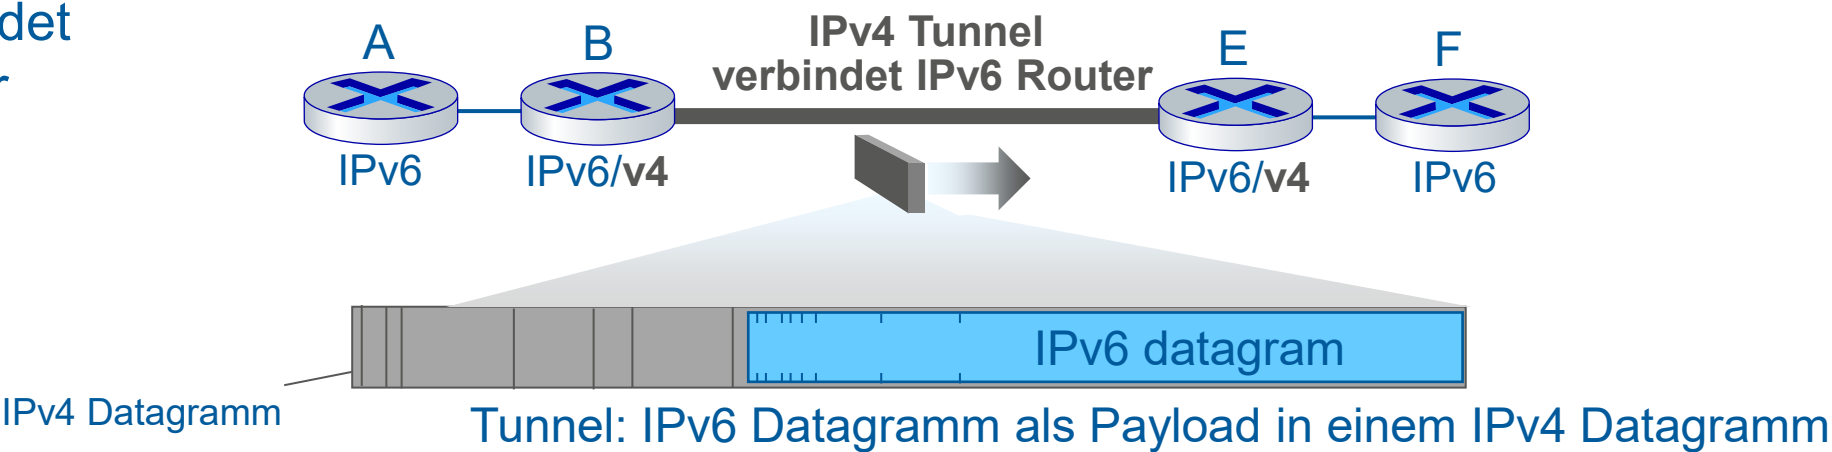 det
r
A
B
IPv4 Tunnel
verbindet IPv6 Router
E
F
IPv6
IPv6/v4
IPv6/v4
IPv6
IPv6 datagram
IPv4 Datagramm
Tunnel: IPv6 Datagramm als Payload in einem IPv4 Datagramm